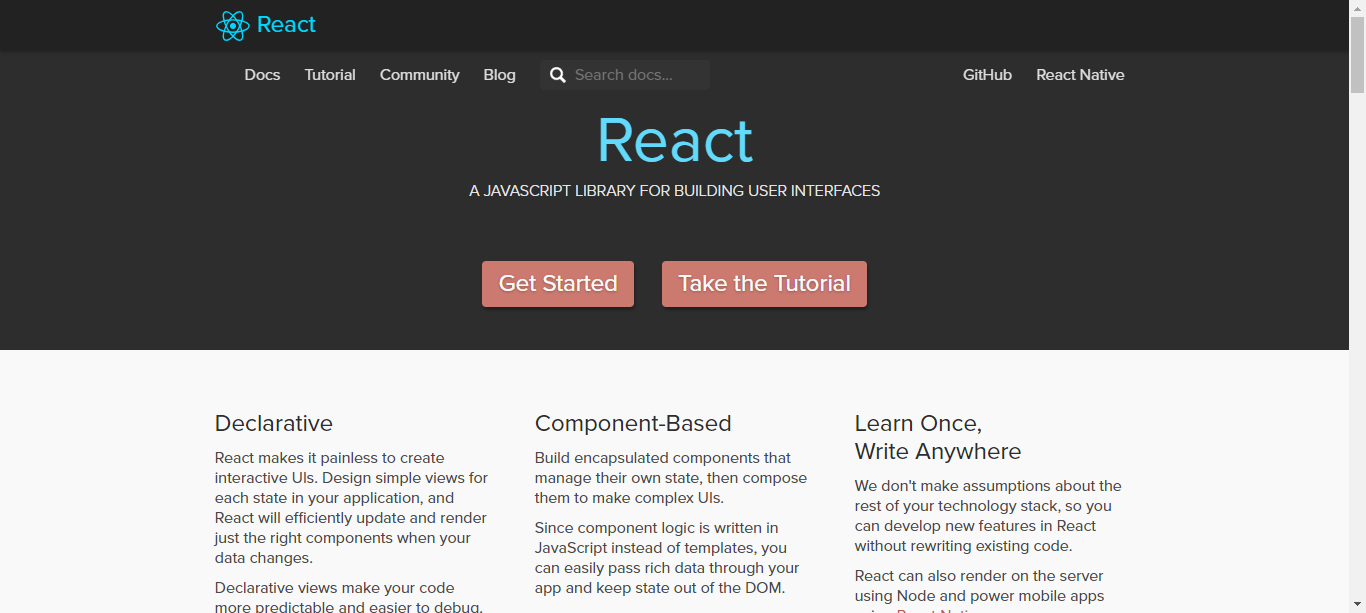 React
Docs Tutorial Community Blog Search docs... GitHub React Native
React
A JAVASCRIPT LIBRARY FOR BUILDING USER INTERFACES
Get Started Take the Tutorial
Declarative
React makes it painless to create
interactive UIs. Design simple views for
each state in your application, and
React will efficiently update and render
just the right components when your
data changes.
Declarative views make your code
more predictable and easier to debug.
Component-Based
Build encapsulated components that
manage their own state, then compose
them to make complex UIs.
Since component logic is written in
JavaScript instead of templates, you
can easily pass rich data through your
app and keep state out of the DOM.
Learn Once,
Write Anywhere
We don't make assumptions about the
rest of your technology stack, so you
can develop new features in React
without rewriting existing code.
React can also render on the server
using Node and power mobile apps
using React Native